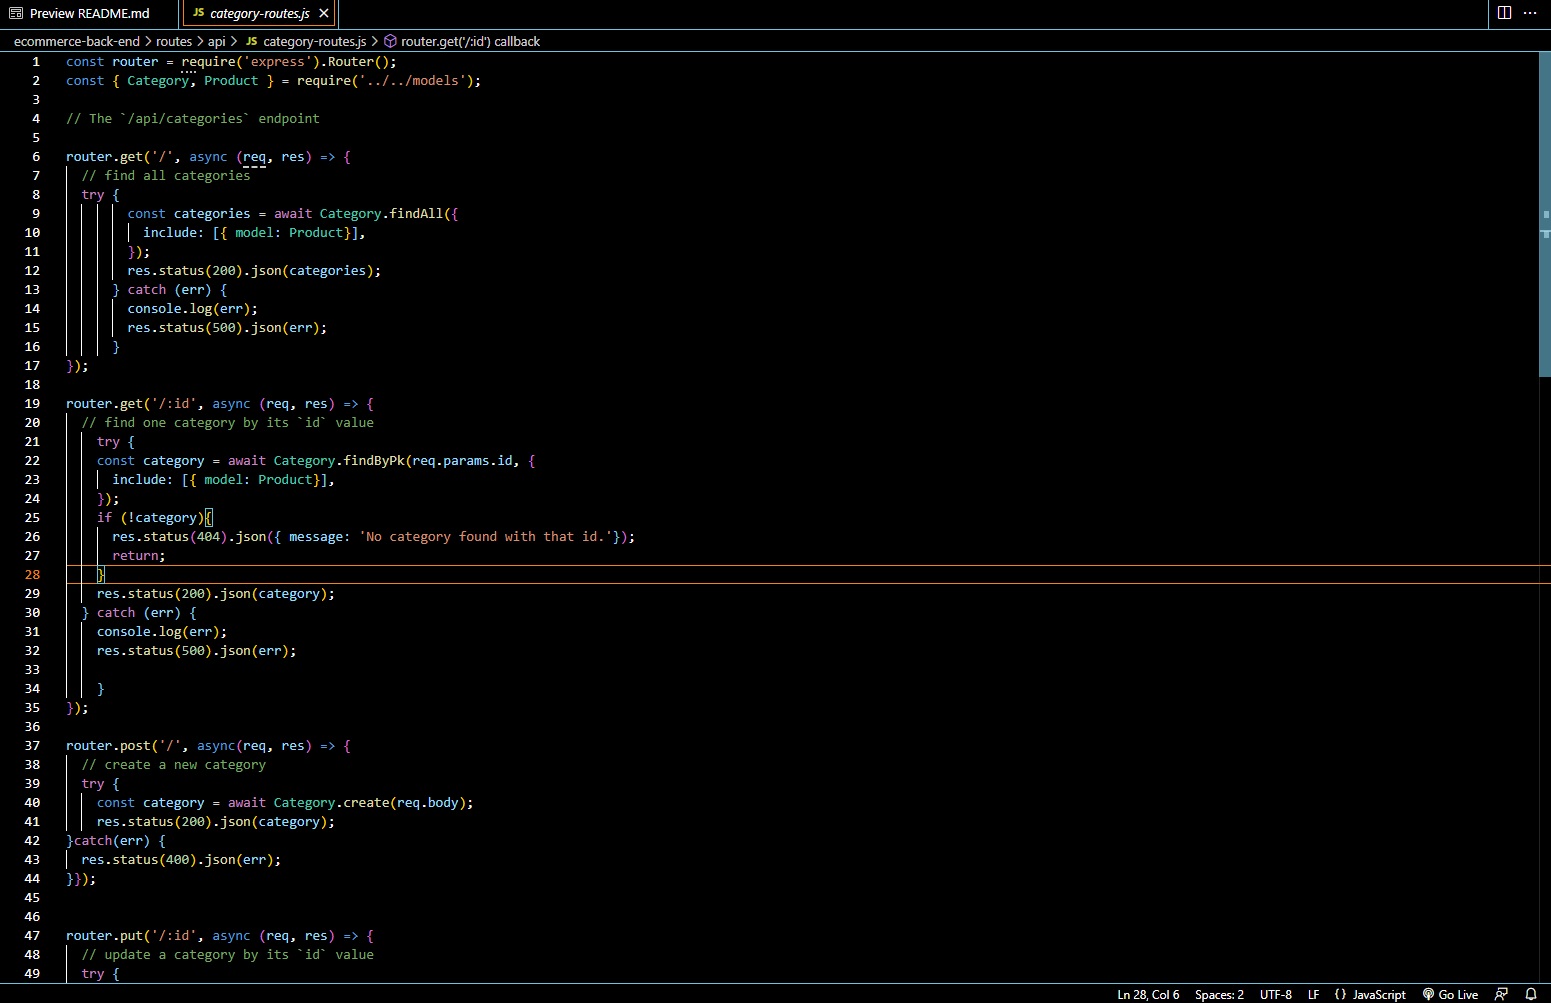 Preview README.md
JS category-routes.js
ecommerce-back-end > routes > api > JS category-routes.js > router.get('/:id') callback
1 const router = require('express').Router();
2 const { Category, Product } = require('../../models');
3
4 // The `/api/categories` endpoint
5
6 router.get('/', async (req, res) => {
7   // find all categories
8   try {
9         const categories = await Category.findAll({
10           include: [{ model: Product}],
11         });
12         res.status(200).json(categories);
13       } catch (err) {
14         console.log(err);
15         res.status(500).json(err);
16       }
17 });
18
19 router.get('/:id', async (req, res) => {
20   // find one category by its `id` value
21     try {
22     const category = await Category.findByPk(req.params.id, {
23       include: [{ model: Product}],
24     });
25     if (!category){
26       res.status(404).json({ message: 'No category found with that id.'});
27       return;
28     }
29     res.status(200).json(category);
30   } catch (err) {
31     console.log(err);
32     res.status(500).json(err);
33
34     }
35 });
36
37 router.post('/', async(req, res) => {
38   // create a new category
39   try {
40     const category = await Category.create(req.body);
41     res.status(200).json(category);
42 }catch(err) {
43   res.status(400).json(err);
44 }});
45
46
47 router.put('/:id', async (req, res) => {
48   // update a category by its `id` value
49   try {
Ln 28, Col 6 Spaces: 2 UTF-8 LF {} JavaScript Go Live